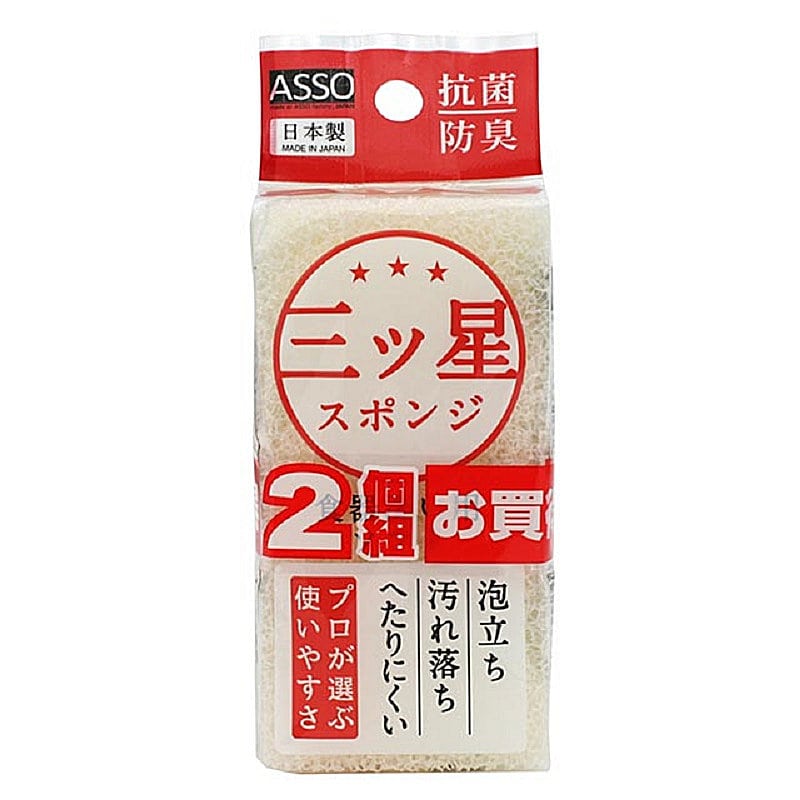 ASSO
日本製
MADE IN JAPAN
抗菌
防臭
三ツ星
スポンジ
2個組
お買
泡立ち
汚れ落ち
へたりにくい
プロが選ぶ
使いやすさ